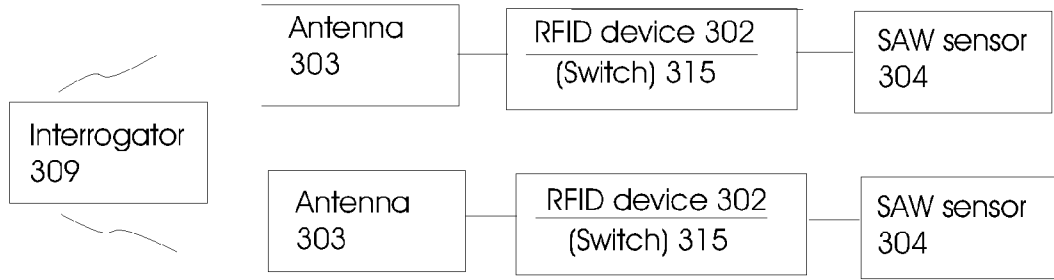 Antenna
303
RFID device 302
(Switch) 315
SAW sensor
304
Interrogator
309
Antenna
303
RFID device 302
(Switch) 315
SAW sensor
304